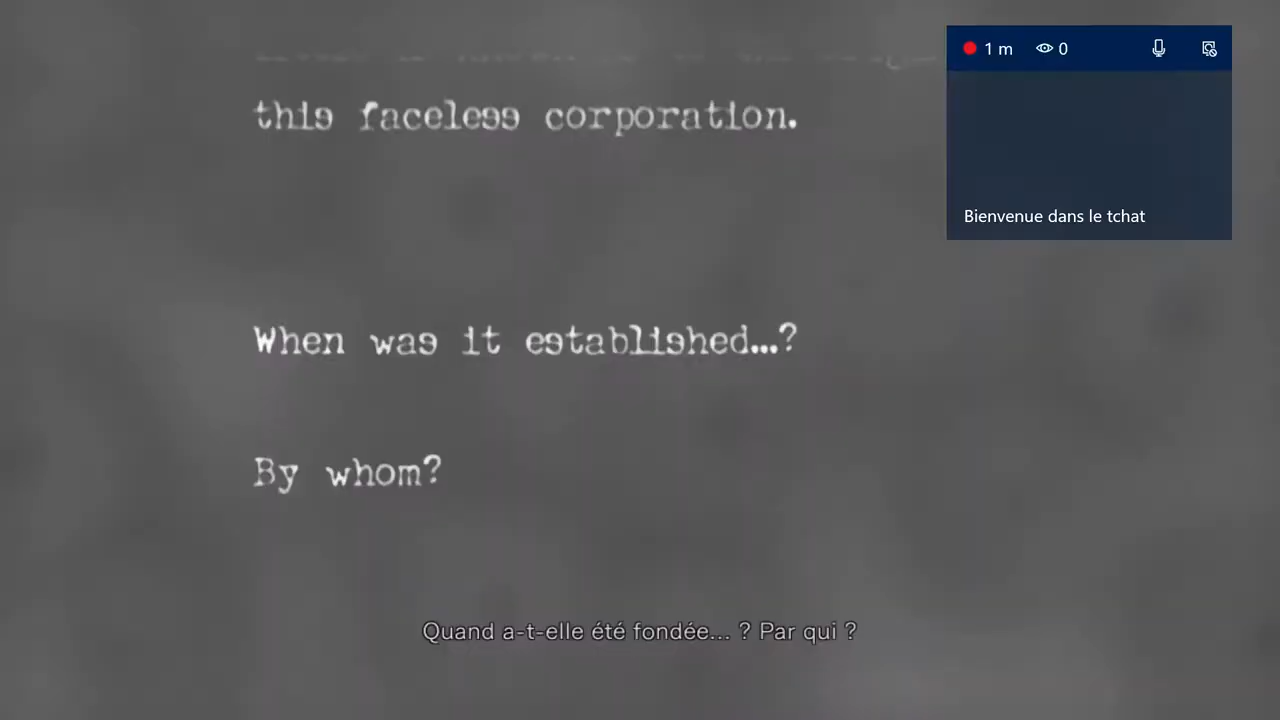 this faceless corporation.
When was it established...?
By whom?
Quand a-t-elle été fondée... ? Par qui ?
1 m 0
Bienvenue dans le tchat